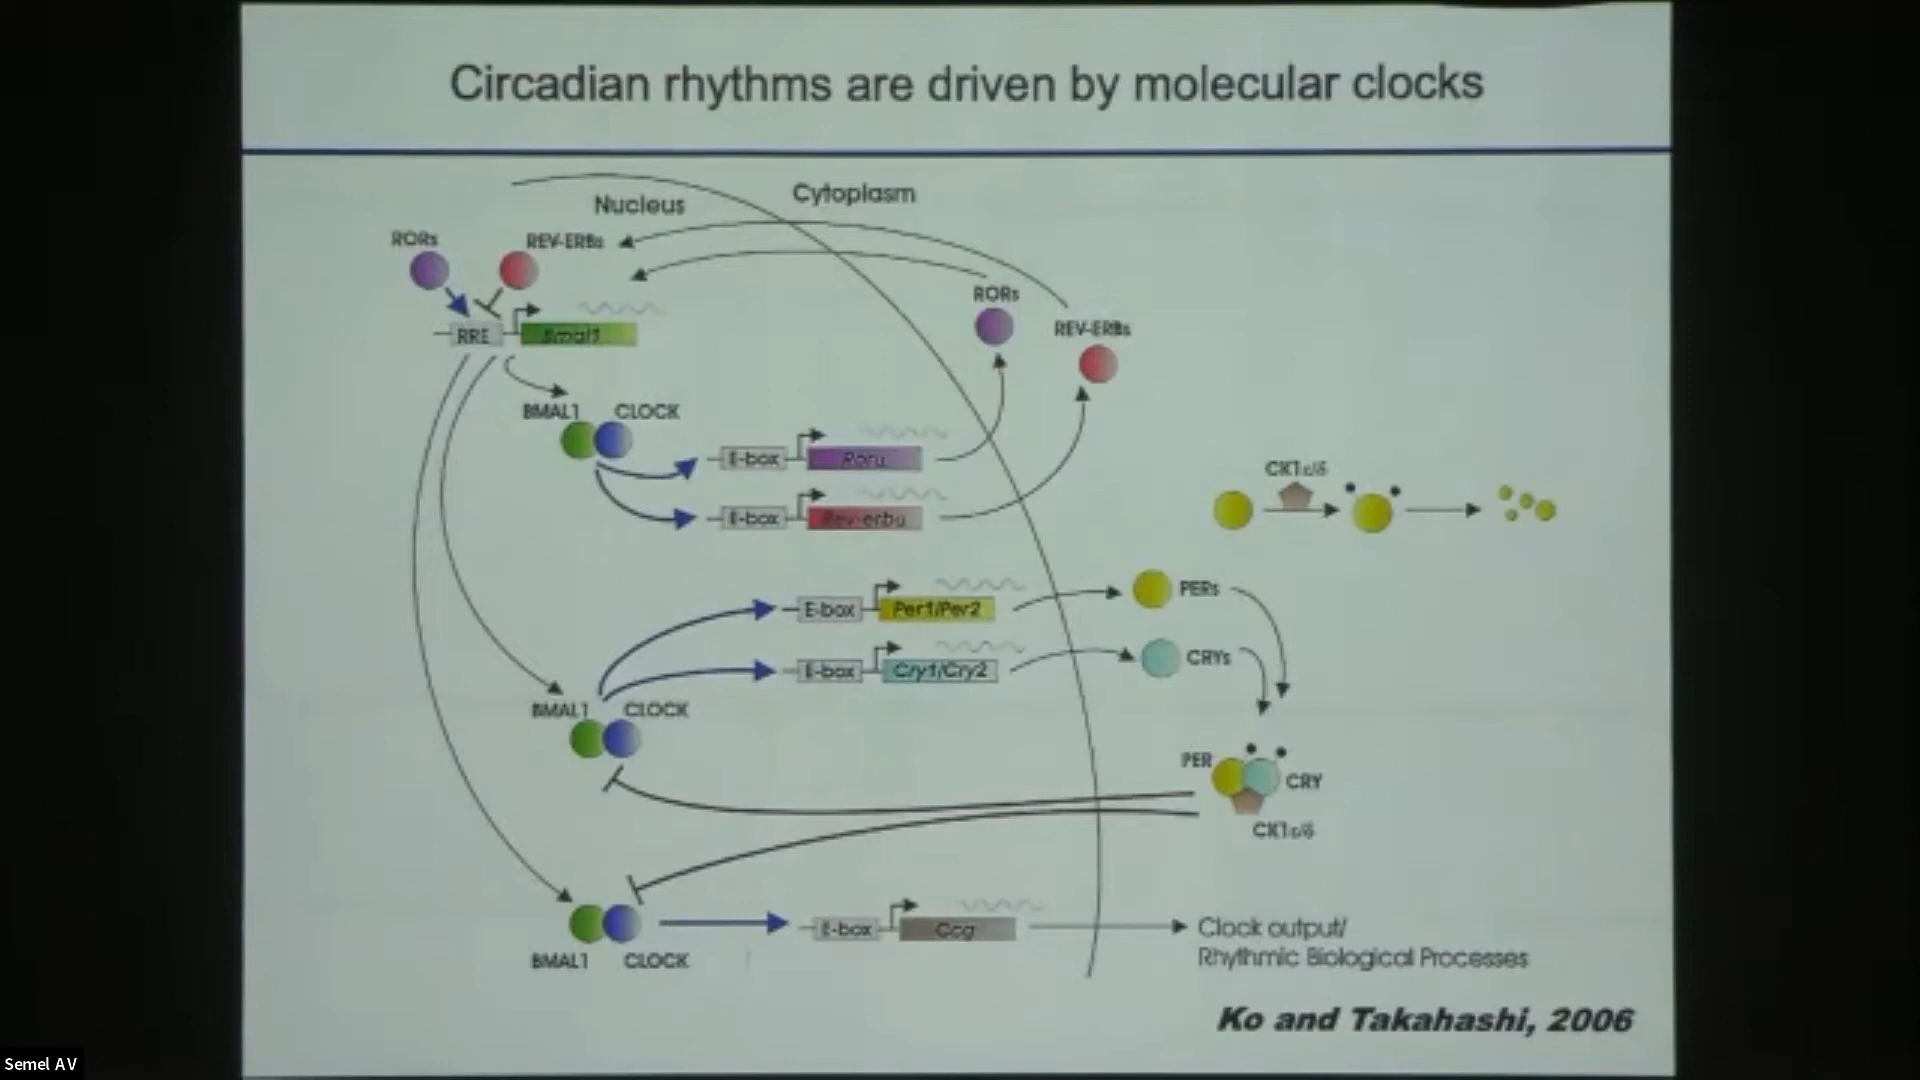 Circadian rhythms are driven by molecular clocks
Nucleus
Cytoplasm
RORs
REV-ERBs
RRE
Bmal1
RORs
REV-ERBs
BMAL1
CLOCK
E-box
Rorα
E-box
Rev-erbα
CK1ε/δ
E-box
Per1/Per2
PERs
E-box
Cry1/Cry2
CRYs
BMAL1
CLOCK
PER
CRY
CK1ε/δ
E-box
Ccg
Clock output/
Rhythmic Biological Processes
BMAL1
CLOCK
Ko and Takahashi, 2006
Semel AV